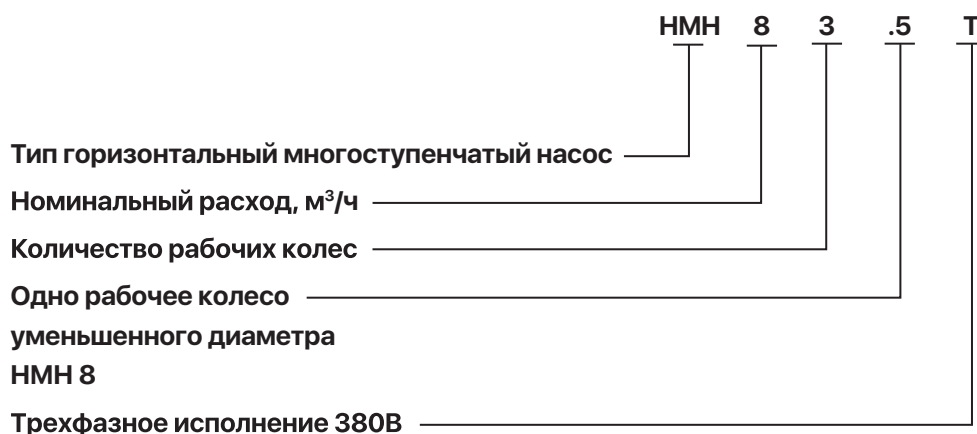 НМН 8 3 .5 Т
Тип горизонтальный многоступенчатый насос
Номинальный расход, м³/ч
Количество рабочих колес
Одно рабочее колесо
уменьшенного диаметра
НМН 8
Трехфазное исполнение 380В